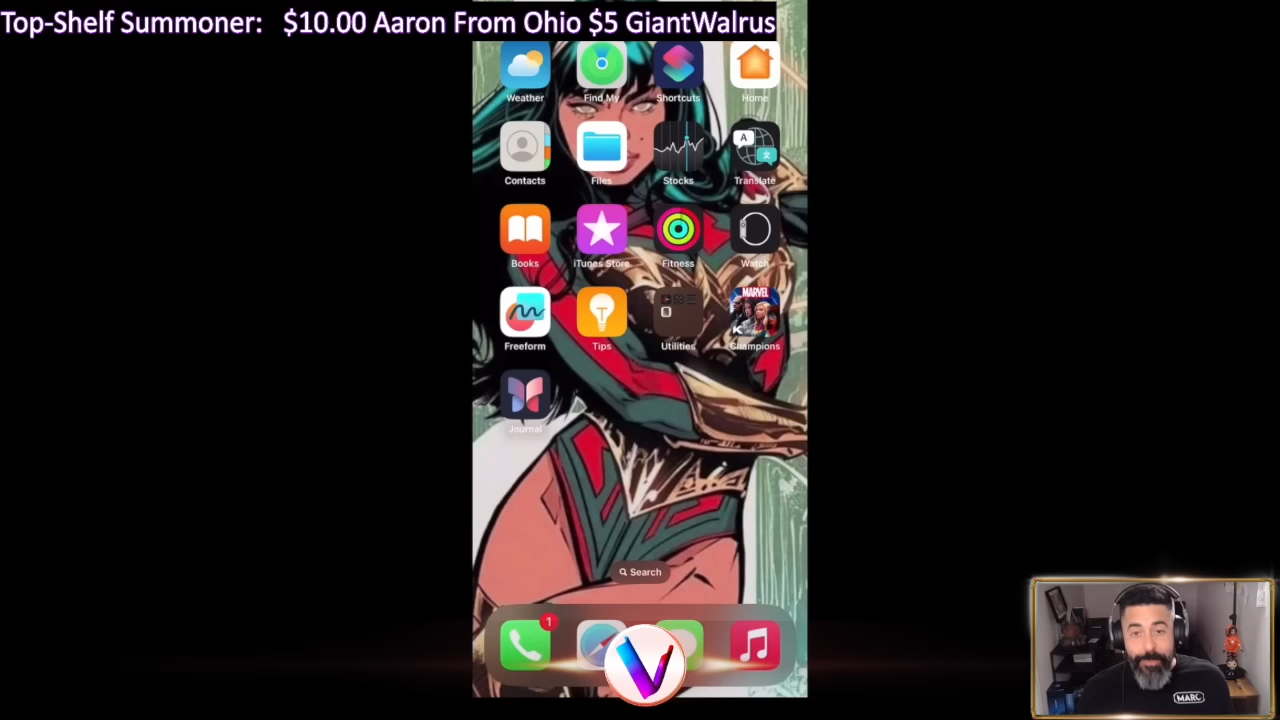 Top-Shelf Summoner: $10.00 Aaron From Ohio $5 GiantWalrus
Weather Find My Shortcuts Home
Contacts Files Stocks Translate
Books iTunes Store Fitness Watch
MARVEL
Freeform Tips Utilities Champions
Journal
Search
1
MARC